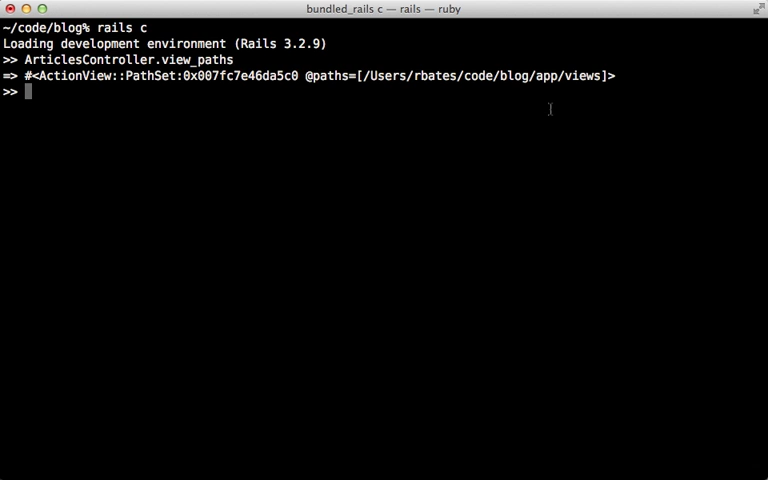 bundled_rails c — rails — ruby
~/code/blog% rails c
Loading development environment (Rails 3.2.9)
>> ArticlesController.view_paths
=> #<ActionView::PathSet:0x007fc7e46da5c0 @paths=[/Users/rbates/code/blog/app/views]>
>>